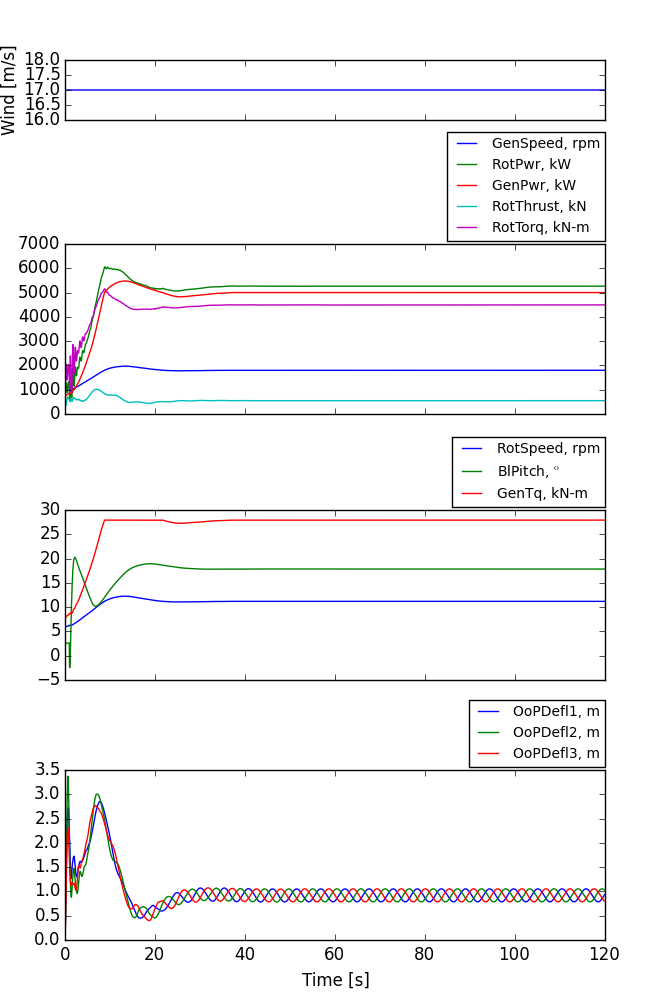 Wind [m/s]
18.0
17.5
17.0
16.5
16.0
GenSpeed, rpm
RotPwr, kW
GenPwr, kW
RotThrust, kN
RotTorq, kN-m
7000
6000
5000
4000
3000
2000
1000
0
RotSpeed, rpm
BlPitch, °
GenTq, kN-m
30
25
20
15
10
5
0
−5
OoPDefl1, m
OoPDefl2, m
OoPDefl3, m
3.5
3.0
2.5
2.0
1.5
1.0
0.5
0.0
0 20 40 60 80 100 120
Time [s]